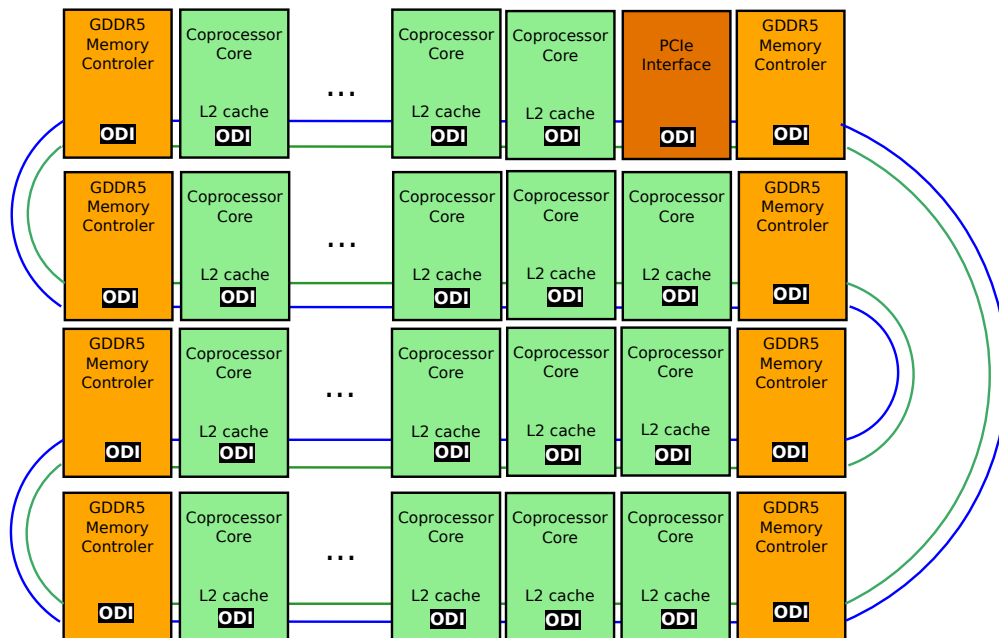 GDDR5
Memory
Controler
ODI
Coprocessor
Core
L2 cache
ODI
...
Coprocessor
Core
L2 cache
ODI
Coprocessor
Core
L2 cache
ODI
PCIe
Interface
ODI
GDDR5
Memory
Controler
ODI
GDDR5
Memory
Controler
ODI
Coprocessor
Core
L2 cache
ODI
...
Coprocessor
Core
L2 cache
ODI
Coprocessor
Core
L2 cache
ODI
Coprocessor
Core
L2 cache
ODI
GDDR5
Memory
Controler
ODI
GDDR5
Memory
Controler
ODI
Coprocessor
Core
L2 cache
ODI
...
Coprocessor
Core
L2 cache
ODI
Coprocessor
Core
L2 cache
ODI
Coprocessor
Core
L2 cache
ODI
GDDR5
Memory
Controler
ODI
GDDR5
Memory
Controler
ODI
Coprocessor
Core
L2 cache
ODI
...
Coprocessor
Core
L2 cache
ODI
Coprocessor
Core
L2 cache
ODI
Coprocessor
Core
L2 cache
ODI
GDDR5
Memory
Controler
ODI